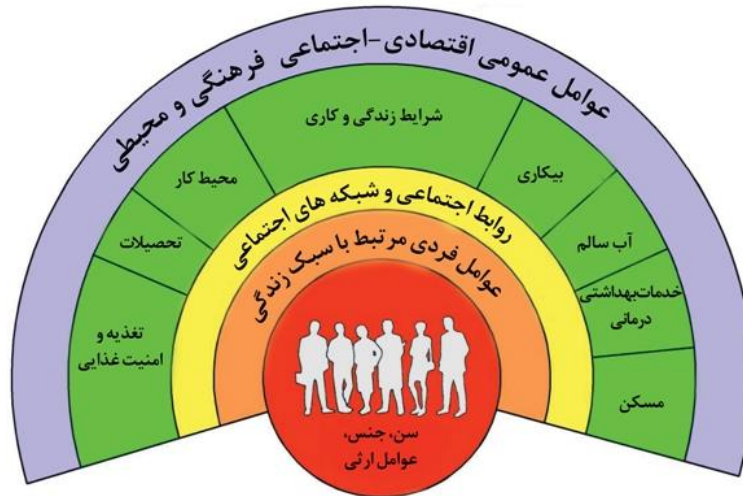 عوامل عمومی اقتصادی-اجتماعی فرهنگی و محیطی
شرایط زندگی و کاری
بیکاری
محیط کار
آب سالم
تحصیلات
خدمات‌بهداشتی
درمانی
تغذیه و
امنیت غذایی
مسکن
روابط اجتماعی و شبکه های اجتماعی
عوامل فردی مرتبط با سبک زندگی
سن، جنس،
عوامل ارثی